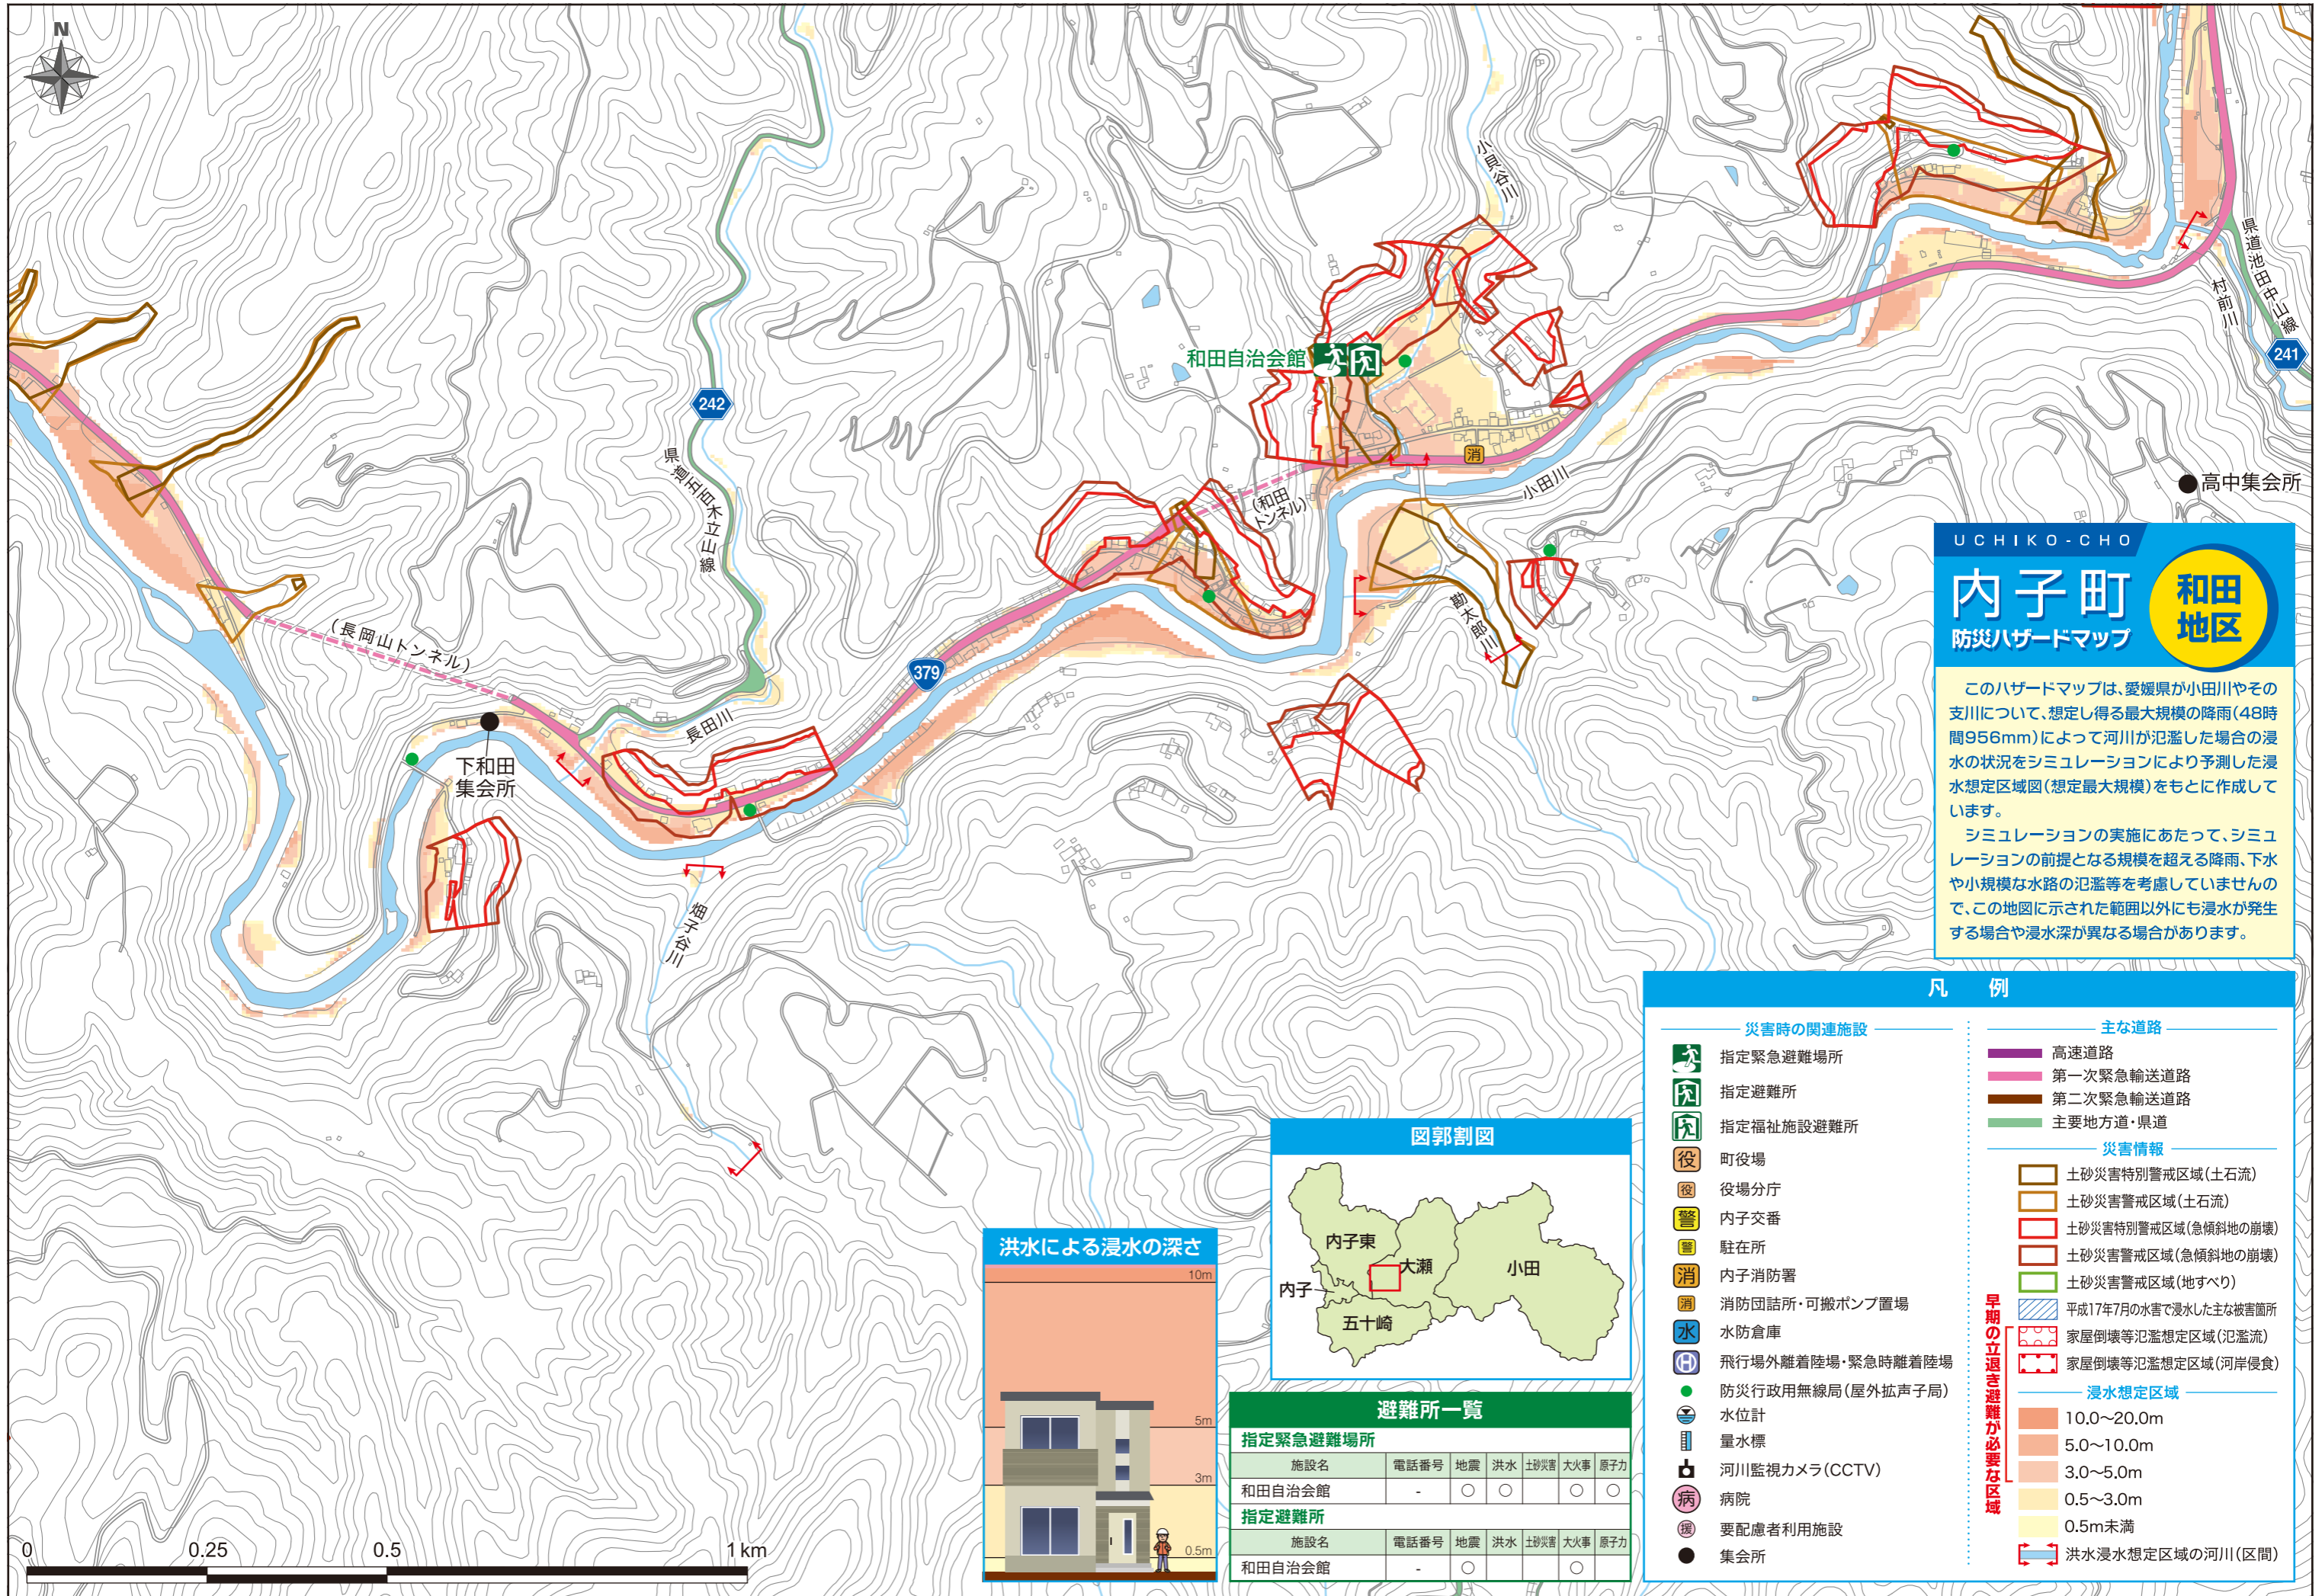 N
小貝谷川
県道池田中山線
村前川
241
和田自治会館
242
県道五百木立山線
消
小田川
(和田
トンネル)
高中集会所
勘太郎川
(長岡山トンネル)
379
長田川
下和田
集会所
畑子谷川
UCHIKO-CHO
内子町
防災ハザードマップ
和田
地区
このハザードマップは、愛媛県が小田川やその
支川について、想定し得る最大規模の降雨(48時
間956mm)によって河川が氾濫した場合の浸
水の状況をシミュレーションにより予測した浸
水想定区域図(想定最大規模)をもとに作成して
います。
シミュレーションの実施にあたって、シミュ
レーションの前提となる規模を超える降雨、下水
や小規模な水路の氾濫等を考慮していませんの
で、この地図に示された範囲以外にも浸水が発生
する場合や浸水深が異なる場合があります。
凡 例
災害時の関連施設
指定緊急避難場所
指定避難所
指定福祉施設避難所
役 町役場
役 役場分庁
警 内子交番
警 駐在所
消 内子消防署
消 消防団詰所・可搬ポンプ置場
水 水防倉庫
H 飛行場外離着陸場・緊急時離着陸場
防災行政用無線局(屋外拡声子局)
水位計
量水標
河川監視カメラ(CCTV)
病 病院
援 要配慮者利用施設
集会所
主な道路
高速道路
第一次緊急輸送道路
第二次緊急輸送道路
主要地方道・県道
災害情報
土砂災害特別警戒区域(土石流)
土砂災害警戒区域(土石流)
土砂災害特別警戒区域(急傾斜地の崩壊)
土砂災害警戒区域(急傾斜地の崩壊)
土砂災害警戒区域(地すべり)
平成17年7月の水害で浸水した主な被害箇所
家屋倒壊等氾濫想定区域(氾濫流)
家屋倒壊等氾濫想定区域(河岸侵食)
早期の立退き避難が必要な区域
浸水想定区域
10.0〜20.0m
5.0〜10.0m
3.0〜5.0m
0.5〜3.0m
0.5m未満
洪水浸水想定区域の河川(区間)
図郭割図
内子東
大瀬
小田
内子
五十崎
洪水による浸水の深さ
10m
5m
3m
0.5m
避難所一覧
指定緊急避難場所
施設名 電話番号 地震 洪水 土砂災害 大火事 原子力
和田自治会館 - ○ ○ ○ ○
指定避難所
施設名 電話番号 地震 洪水 土砂災害 大火事 原子力
和田自治会館 - ○ ○
0 0.25 0.5 1km